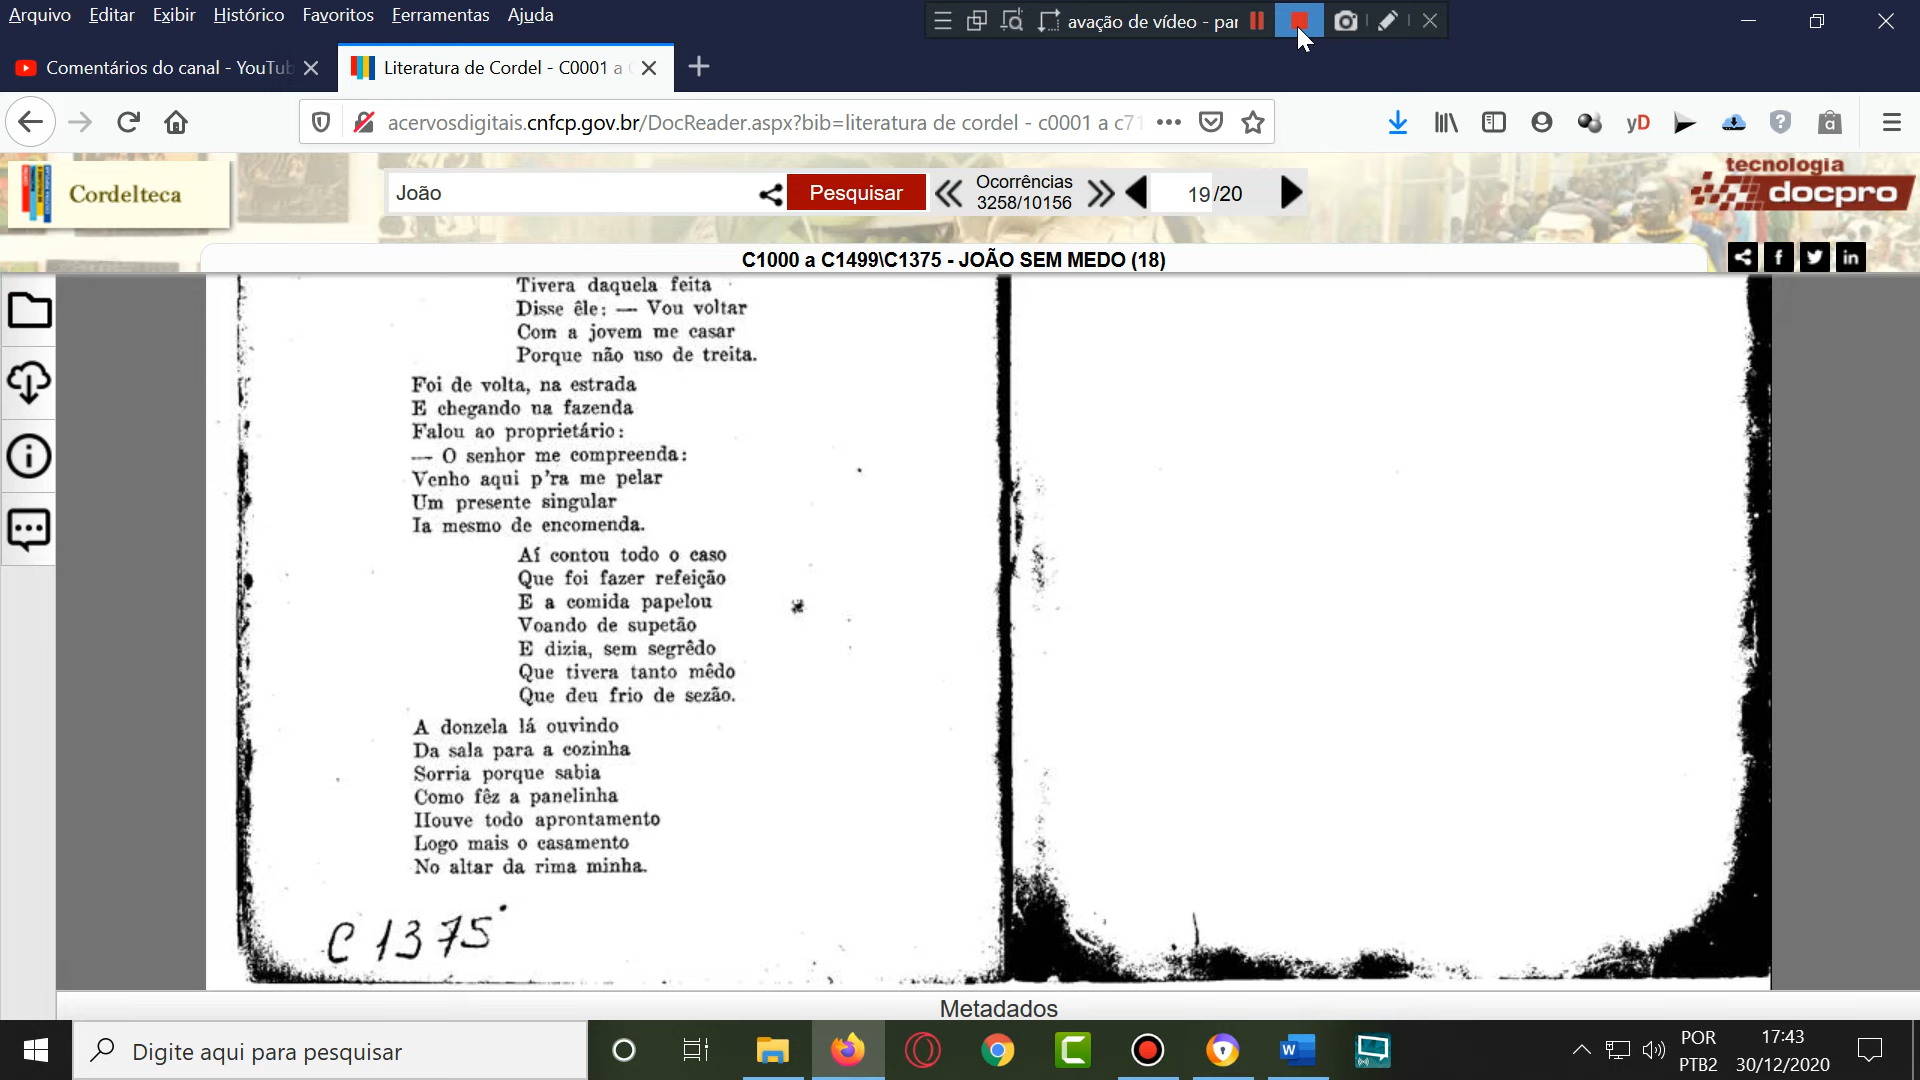 Arquivo Editar Exibir Histórico Favoritos Ferramentas Ajuda
avação de vídeo - par
Comentários do canal - YouTub
Literatura de Cordel - C0001 a
acervosdigitais.cnfcp.gov.br/DocReader.aspx?bib=literatura de cordel - c0001 a c71
yD
Cordelteca
João
Pesquisar
Ocorrências
3258/10156
19/20
tecnologia
docpro
C1000 a C1499\C1375 - JOÃO SEM MEDO (18)
Tivera daquela feita
Disse êle: — Vou voltar
Com a jovem me casar
Porque não uso de treita.
Foi de volta, na estrada
E chegando na fazenda
Falou ao proprietário:
— O senhor me compreenda:
Venho aqui p'ra me pelar
Um presente singular
Ia mesmo de encomenda.
Aí contou todo o caso
Que foi fazer refeição
E a comida papelou
Voando de supetão
E dizia, sem segrêdo
Que tivera tanto mêdo
Que deu frio de sezão.
A donzela lá ouvindo
Da sala para a cozinha
Sorria porque sabia
Como fêz a panelinha
Houve todo aprontamento
Logo mais o casamento
No altar da rima minha.
C 1375
Metadados
Digite aqui para pesquisar
POR
PTB2
17:43
30/12/2020